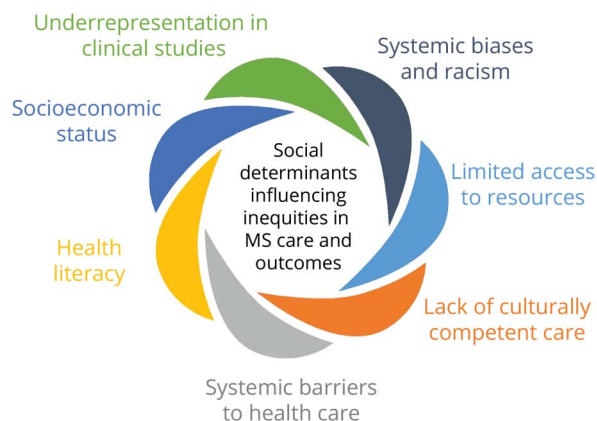 Underrepresentation in
clinical studies
Systemic biases
and racism
Socioeconomic
status
Social
determinants
influencing
inequities in
MS care and
outcomes
Limited access
to resources
Health
literacy
Lack of culturally
competent care
Systemic barriers
to health care